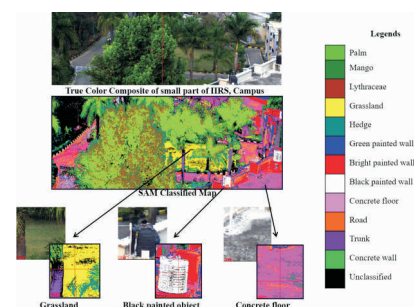 Legends
True Color Composite of small part of IIRS, Campus
Palm
Mango
Lythraceae
Grassland
Hedge
Green painted wall
Bright painted wall
Black painted wall
Concrete floor
Road
Trunk
Concrete wall
Unclassified
SAM Classified Map
Grassland
Black painted object
Concrete floor